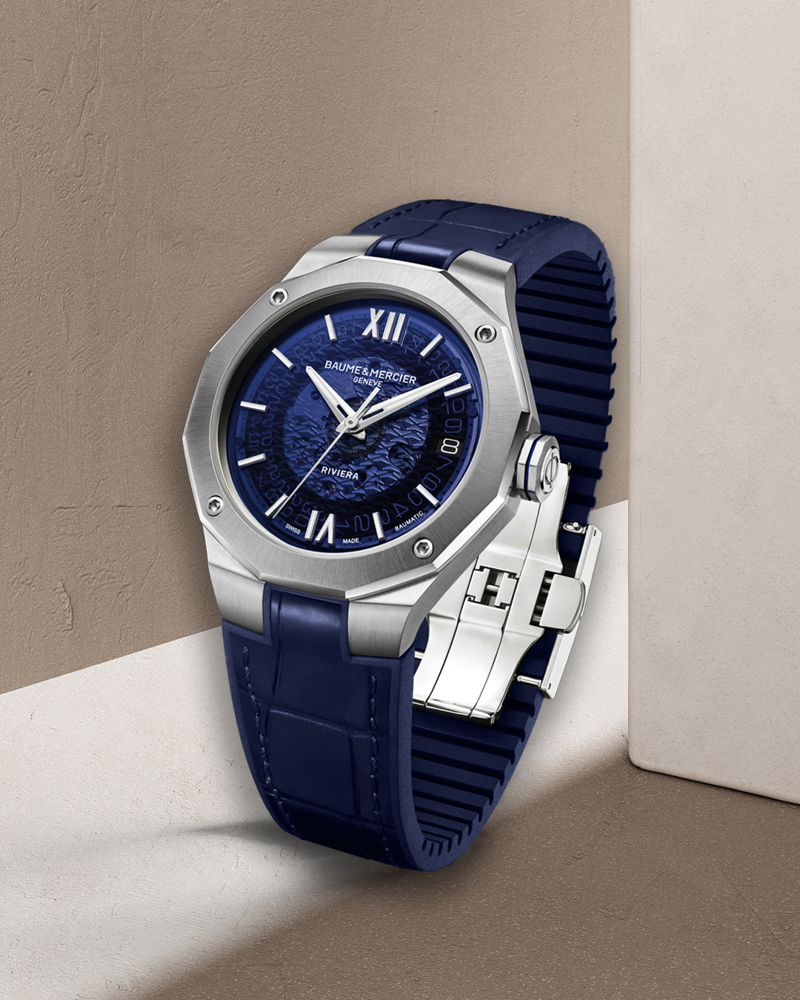 XII
BAUME & MERCIER
GENEVE
8
RIVIERA
VI
SWISS
MADE
BAUMATIC